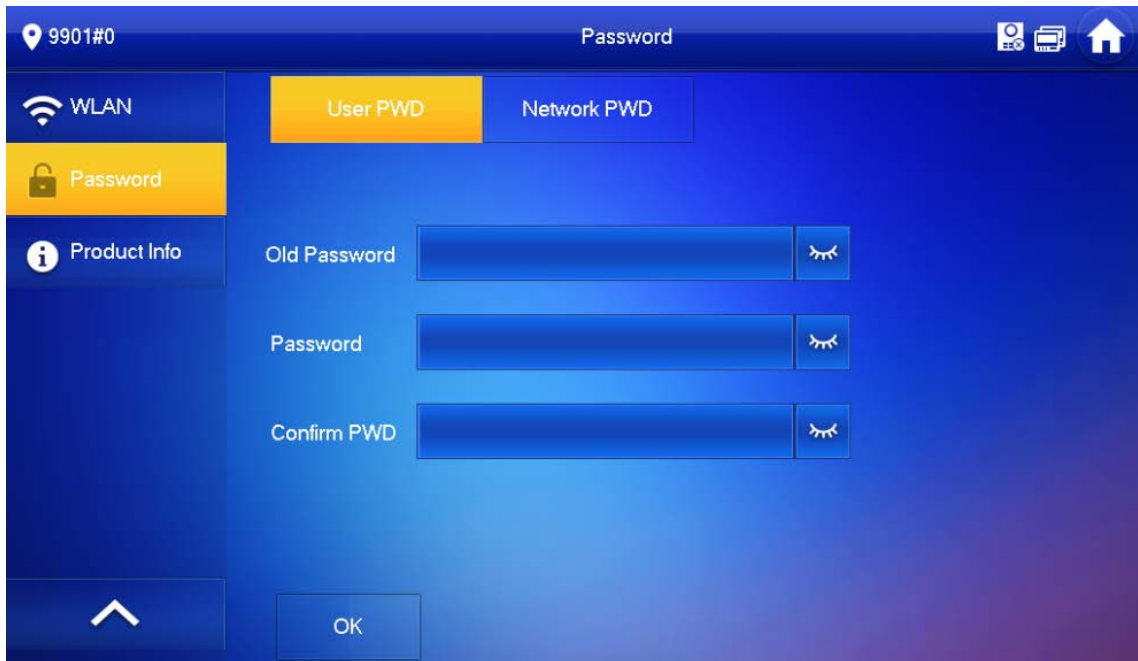 9901#0
Password
WLAN
Password
Product Info
User PWD
Network PWD
Old Password
Password
Confirm PWD
OK